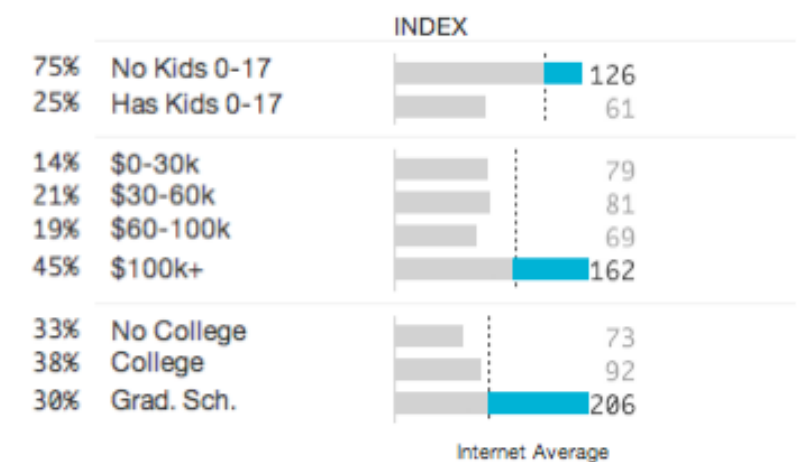 INDEX
75% No Kids 0-17 126
25% Has Kids 0-17 61
14% $0-30k 79
21% $30-60k 81
19% $60-100k 69
45% $100k+ 162
33% No College 73
38% College 92
30% Grad. Sch. 206
Internet Average